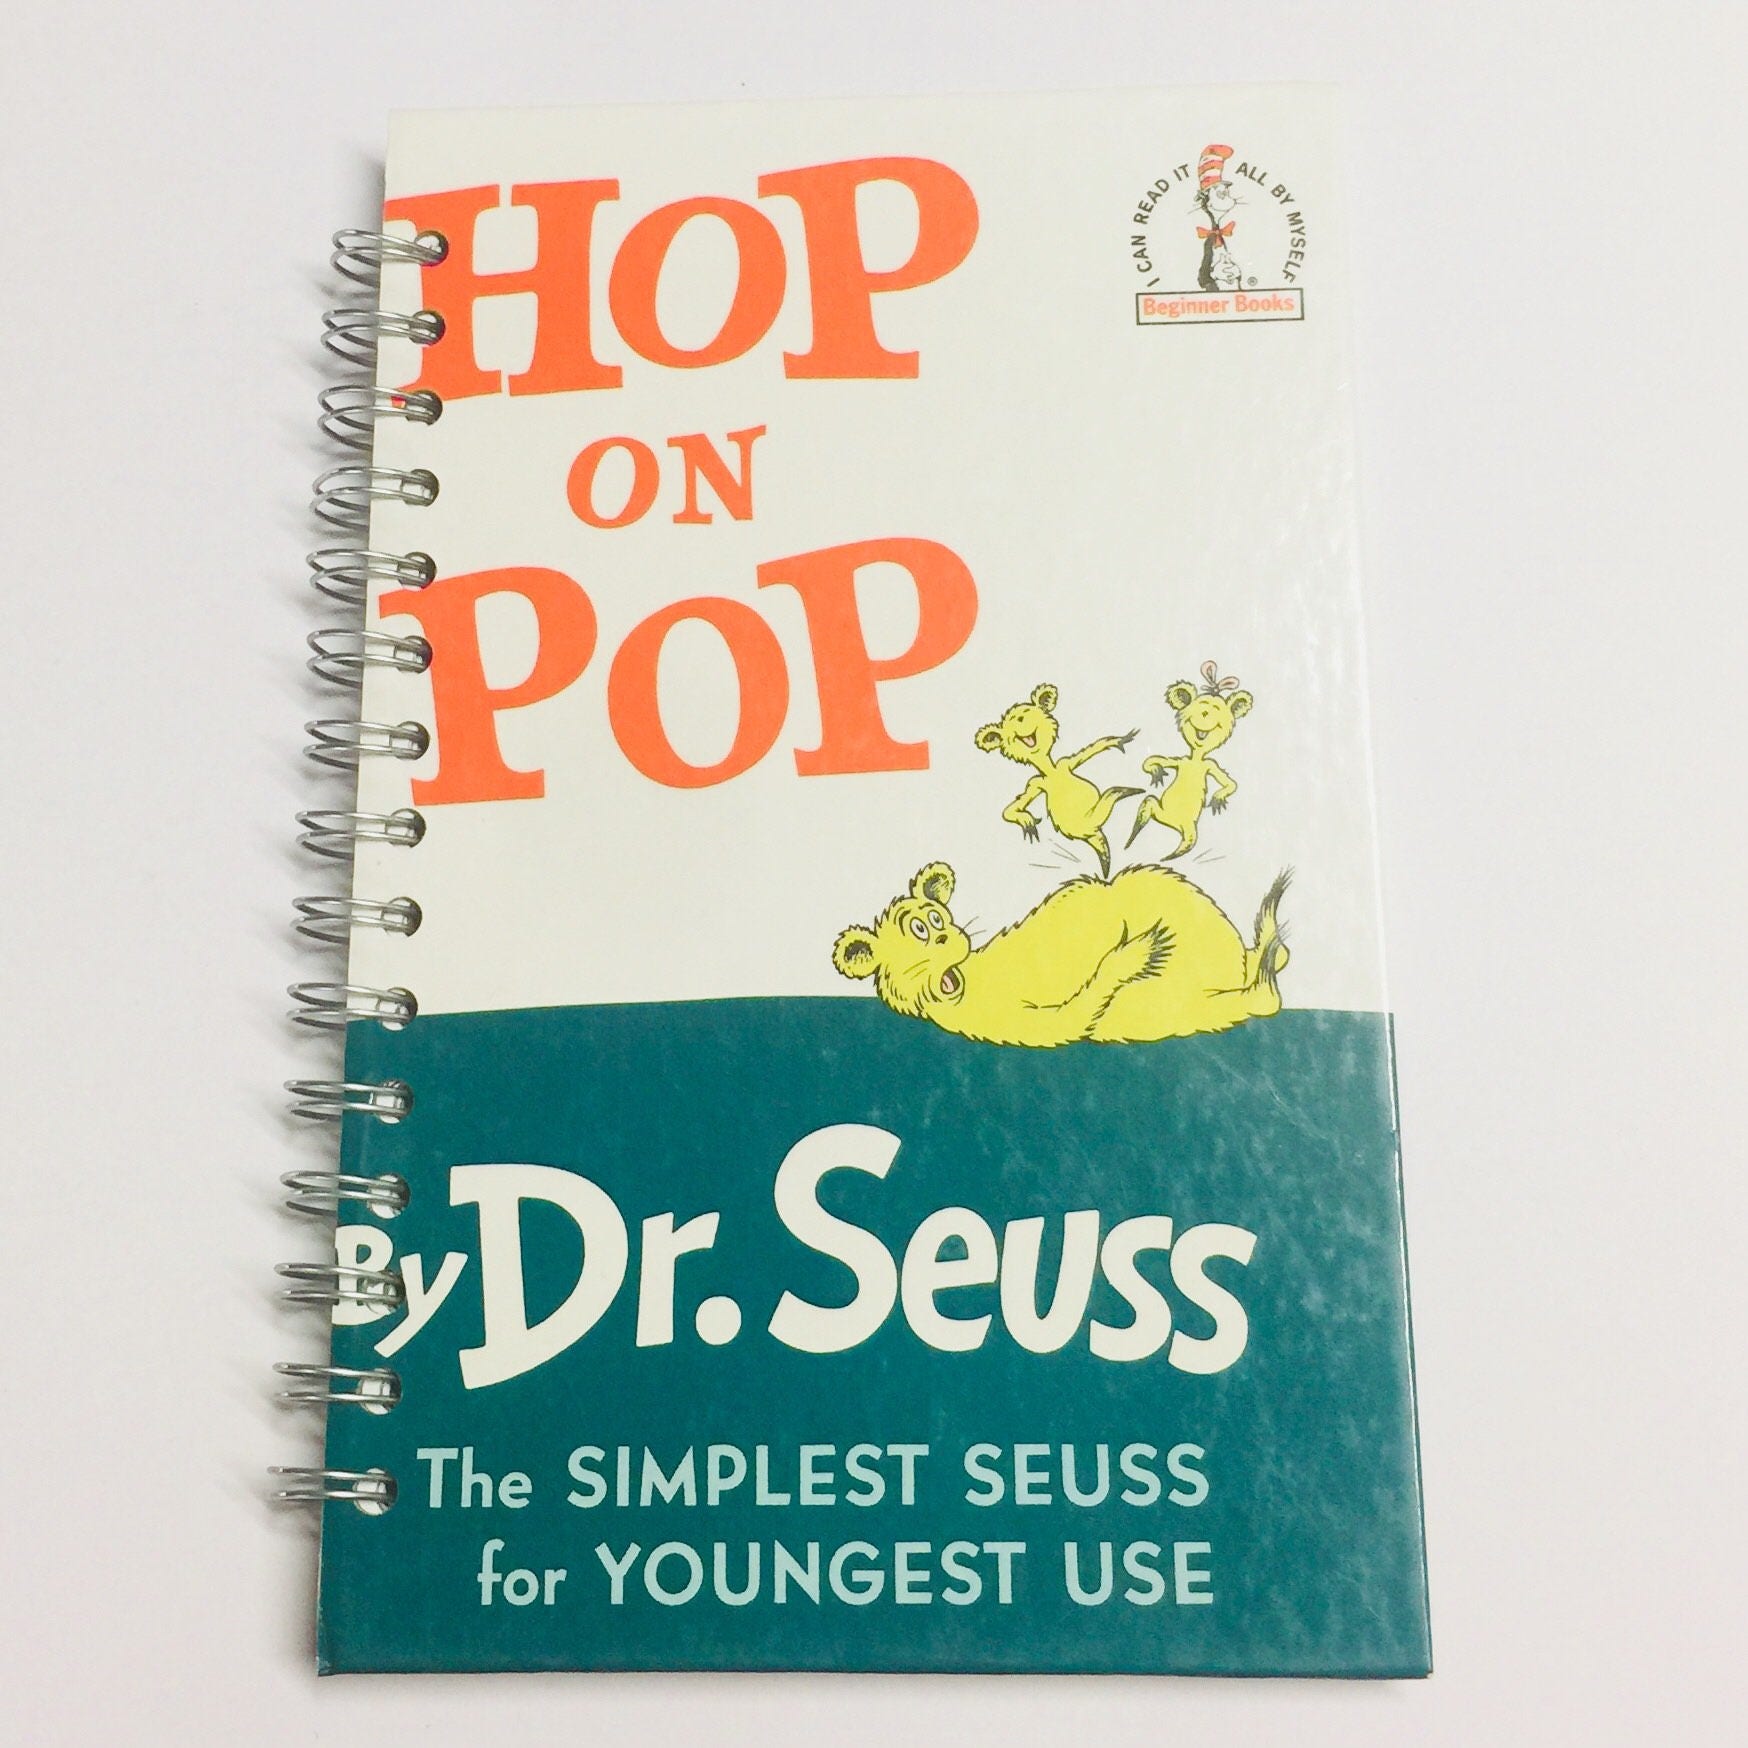 HOP
ON
POP
I CAN READ IT ALL BY MYSELF
®
Beginner Books
By Dr. Seuss
The SIMPLEST SEUSS
for YOUNGEST USE